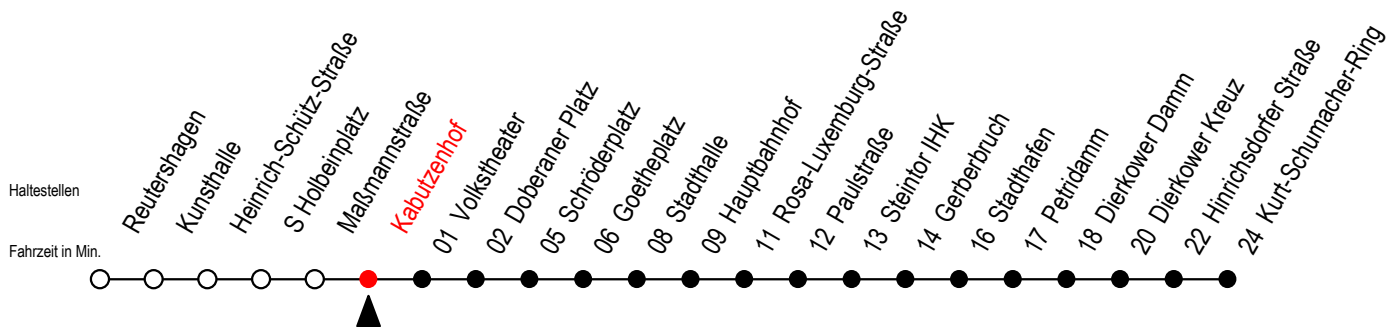 Haltestellen
Fahrzeit in Min.
Reutershagen
Kunsthalle
Heinrich-Schütz-Straße
S Holbeinplatz
Maßmannstraße
Kabutzenhof
01 Volkstheater
02 Doberaner Platz
05 Schröderplatz
06 Goetheplatz
08 Stadthalle
09 Hauptbahnhof
11 Rosa-Luxemburg-Straße
12 Paulstraße
13 Steintor IHK
14 Gerberbruch
16 Stadthafen
17 Petridamm
18 Dierkower Damm
20 Dierkower Kreuz
22 Hinrichsdorfer Straße
24 Kurt-Schumacher-Ring